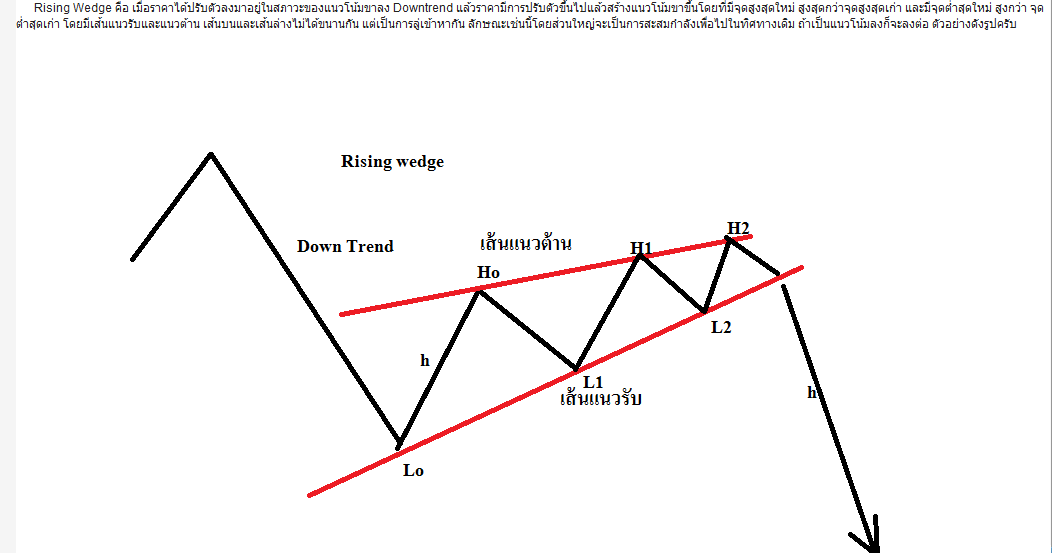 Rising Wedge คือ เมื่อราคาได้ปรับตัวลงมาอยู่ในสภาวะของแนวโน้มขาลง Downtrend แล้วราคามีการปรับตัวขึ้นไปแล้วสร้างแนวโน้มขาขึ้นโดยที่มีจุดสูงสุดใหม่ สูงสุดกว่าจุดสูงสุดเก่า และมีจุดต่ำสุดใหม่ สูงกว่า จุด
ต่ำสุดเก่า โดยมีเส้นแนวรับและแนวต้าน เส้นบนและเส้นล่างไม่ได้ขนานกัน แต่เป็นการลู่เข้าหากัน ลักษณะเช่นนี้โดยส่วนใหญ่จะเป็นการสะสมกำลังเพื่อไปในทิศทางเดิม ถ้าเป็นแนวโน้มลงก็จะลงต่อ ตัวอย่างดังรูปครับ
Rising wedge
H2
Down Trend
เส้นแนวต้าน
H1
Ho
L2
h
L1
h
เส้นแนวรับ
Lo